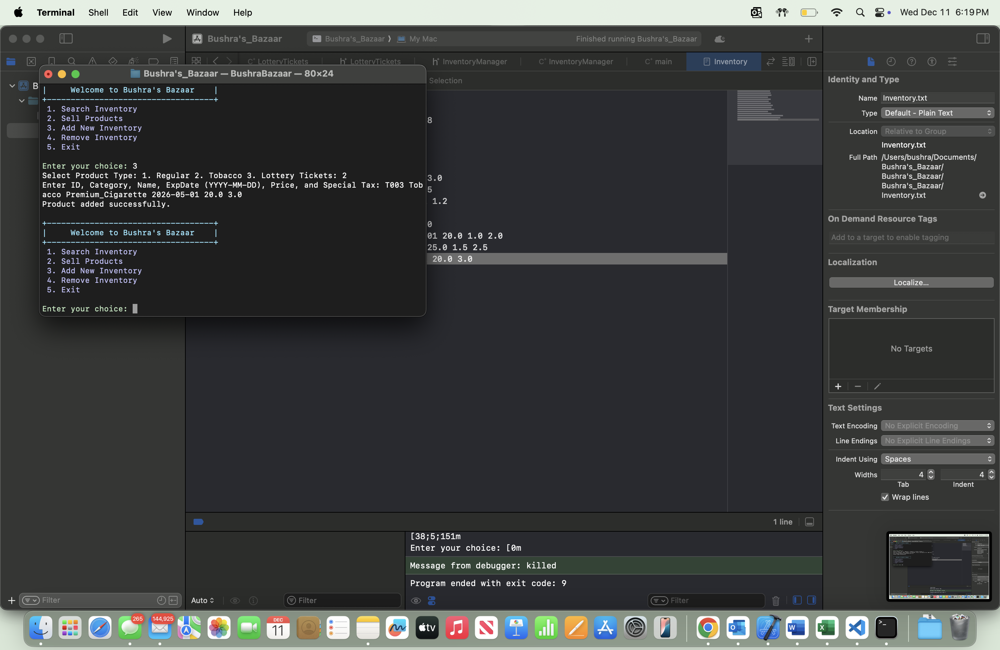 Terminal Shell Edit View Window Help Wed Dec 11 6:19 PM
Bushra's_Bazaar Bushra's_Bazaar ⟩ My Mac Finished running Bushra's_Bazaar
LotteryTickets LotteryTickets InventoryManager InventoryManager main Inventory
Selection
B
Bushra's_Bazaar — BushraBazaar — 80×24
| Welcome to Bushra's Bazaar |
+-----------------------------------+
1. Search Inventory
2. Sell Products
3. Add New Inventory
4. Remove Inventory
5. Exit
Enter your choice: 3
Select Product Type: 1. Regular 2. Tobacco 3. Lottery Tickets: 2
Enter ID, Category, Name, ExpDate (YYYY-MM-DD), Price, and Special Tax: T003 Tob
acco Premium_Cigarette 2026-05-01 20.0 3.0
Product added successfully.
+-----------------------------------+
| Welcome to Bushra's Bazaar |
+-----------------------------------+
1. Search Inventory
2. Sell Products
3. Add New Inventory
4. Remove Inventory
5. Exit
Enter your choice:
8
3.0
5
1.2
0
01 20.0 1.0 2.0
25.0 1.5 2.5
20.0 3.0
Identity and Type
Name Inventory.txt
Type Default - Plain Text
Location Relative to Group
Inventory.txt
Full Path /Users/bushra/Documents/
Bushra's_Bazaar/
Bushra's_Bazaar/
Bushra's_Bazaar/
Inventory.txt
On Demand Resource Tags
Add to a target to enable tagging
Localization
Localize...
Target Membership
No Targets
Text Settings
Text Encoding No Explicit Encoding
Line Endings No Explicit Line Endings
Indent Using Spaces
Widths 4 4
Tab Indent
Wrap lines
1 line
[38;5;151m
Enter your choice: [0m
Message from debugger: killed
Program ended with exit code: 9
Filter Auto Filter Filter
265 144,925 DEC 11 tv